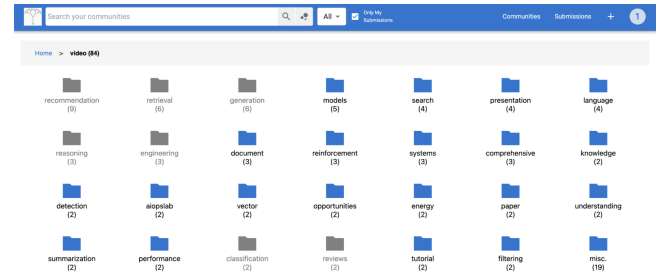 Search your communities
All
Only My
Submissions
Communities
Submissions
+
1
Home > video (84)
recommendation
(9)
retrieval
(6)
generation
(6)
models
(5)
search
(4)
presentation
(4)
language
(4)
reasoning
(3)
engineering
(3)
document
(3)
reinforcement
(3)
systems
(3)
comprehensive
(3)
knowledge
(2)
detection
(2)
aiopslab
(2)
vector
(2)
opportunities
(2)
energy
(2)
paper
(2)
understanding
(2)
summarization
(2)
performance
(2)
classification
(2)
reviews
(2)
tutorial
(2)
filtering
(2)
misc.
(19)